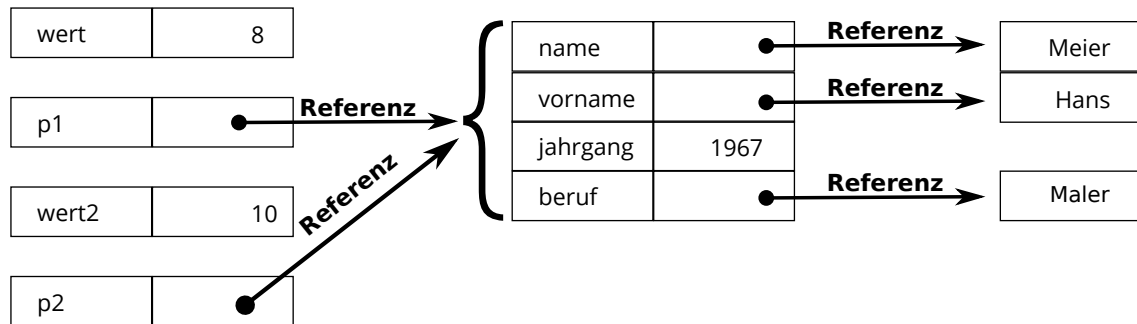 wert 8
p1
wert2 10
p2
Referenz
Referenz
name
vorname
jahrgang 1967
beruf
Referenz
Referenz
Referenz
Meier
Hans
Maler